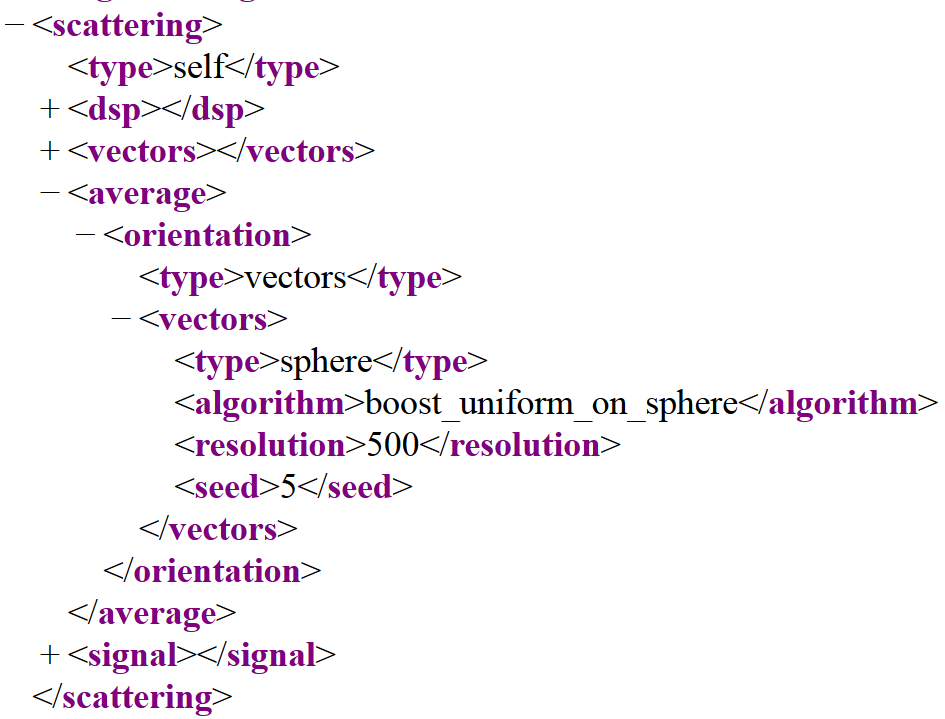 − <scattering>
<type>self</type>
+ <dsp></dsp>
+ <vectors></vectors>
− <average>
− <orientation>
<type>vectors</type>
− <vectors>
<type>sphere</type>
<algorithm>boost_uniform_on_sphere</algorithm>
<resolution>500</resolution>
<seed>5</seed>
</vectors>
</orientation>
</average>
+ <signal></signal>
</scattering>